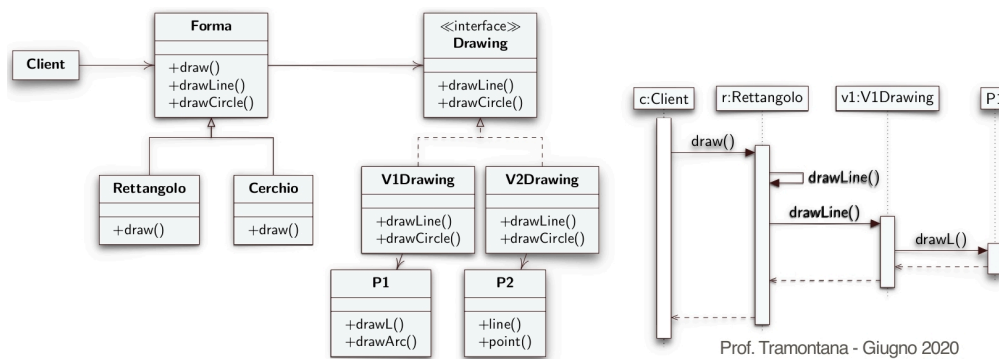 Client
Forma
+draw()
+drawLine()
+drawCircle()
≪interface≫
Drawing
+drawLine()
+drawCircle()
Rettangolo
+draw()
Cerchio
+draw()
V1Drawing
+drawLine()
+drawCircle()
V2Drawing
+drawLine()
+drawCircle()
P1
+drawL()
+drawArc()
P2
+line()
+point()
c:Client
r:Rettangolo
v1:V1Drawing
P1
draw()
drawLine()
drawLine()
drawL()
Prof. Tramontana - Giugno 2020